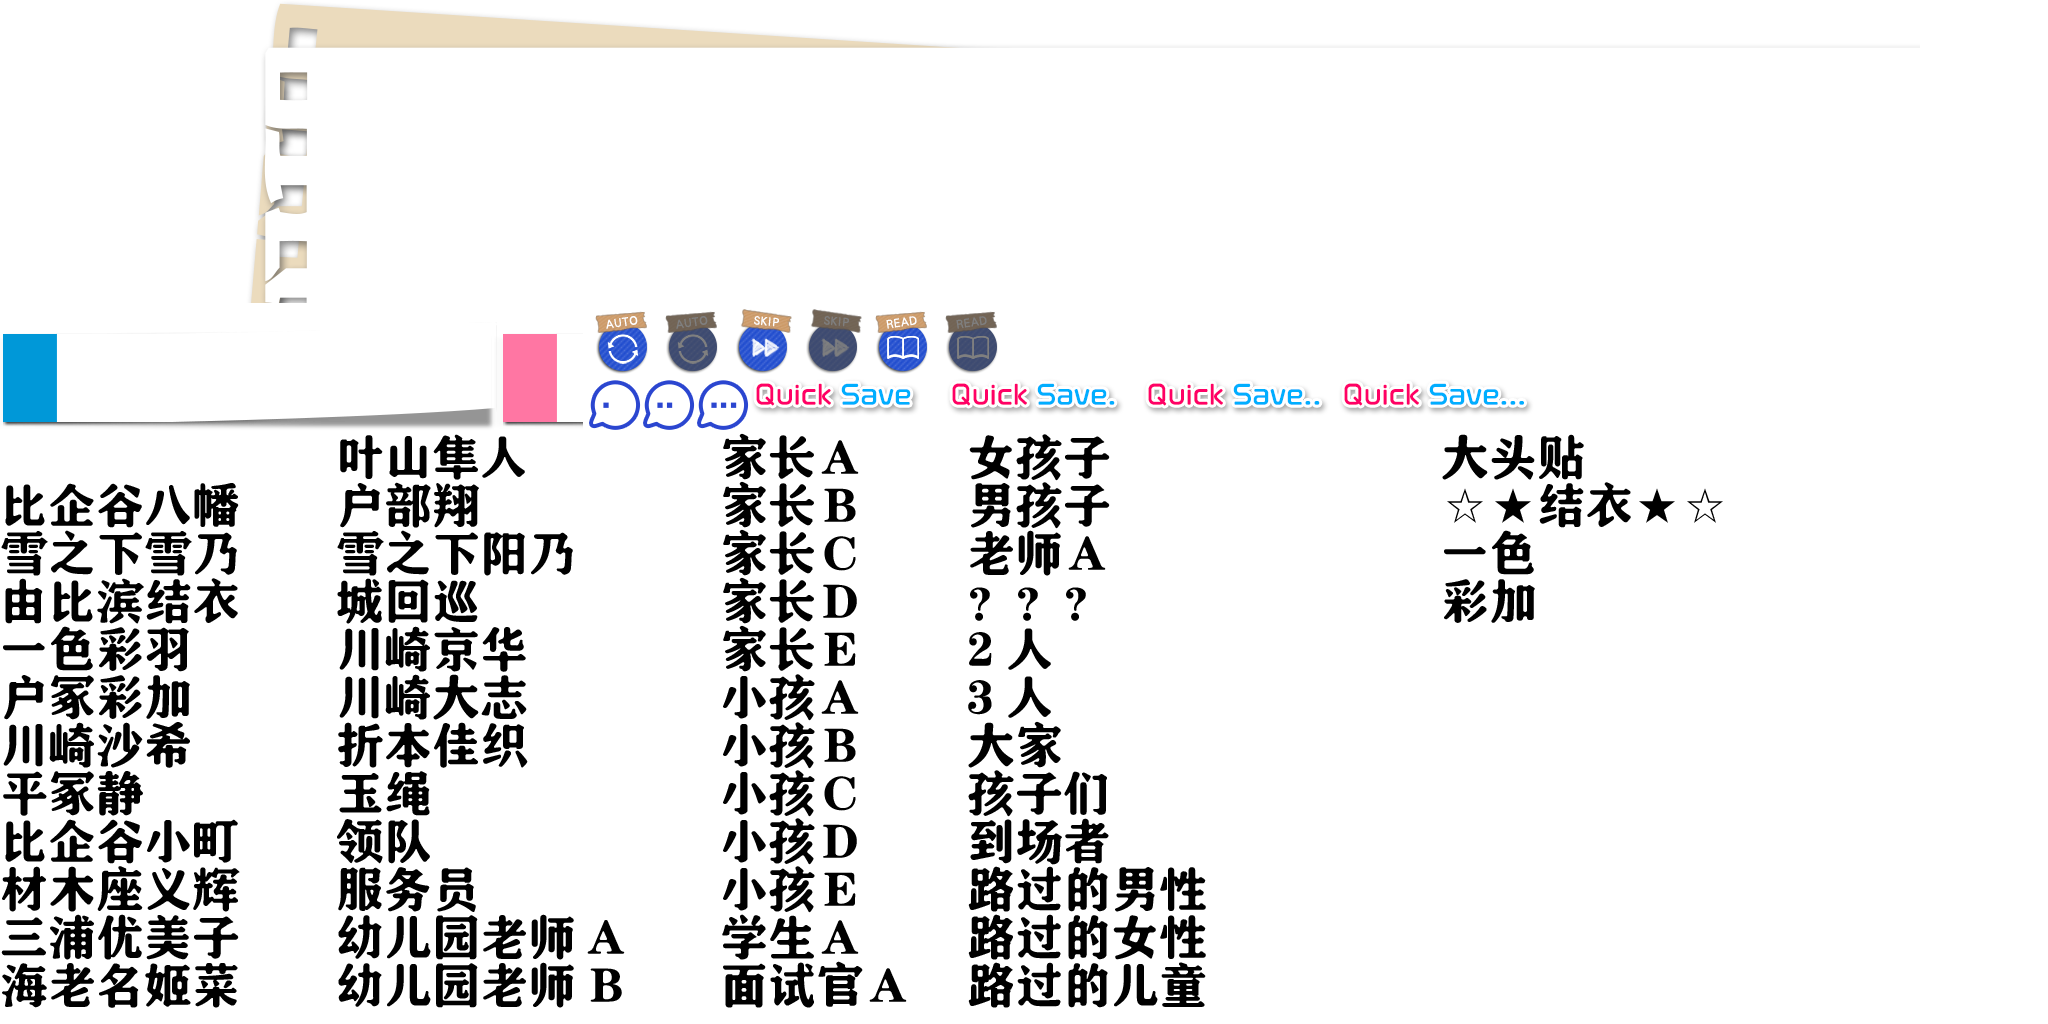 AUTO
AUTO
SKIP
SKIP
READ
READ
Quick Save
Quick Save.
Quick Save..
Quick Save...
比企谷八幡
雪之下雪乃
由比滨结衣
一色彩羽
户冢彩加
川崎沙希
平冢静
比企谷小町
材木座义辉
三浦优美子
海老名姬菜
叶山隼人
户部翔
雪之下阳乃
城回巡
川崎京华
川崎大志
折本佳织
玉绳
领队
服务员
幼儿园老师A
幼儿园老师B
家长A
家长B
家长C
家长D
家长E
小孩A
小孩B
小孩C
小孩D
小孩E
学生A
面试官A
女孩子
男孩子
老师A
？？？
2人
3人
大家
孩子们
到场者
路过的男性
路过的女性
路过的儿童
大头贴
☆★结衣★☆
一色
彩加